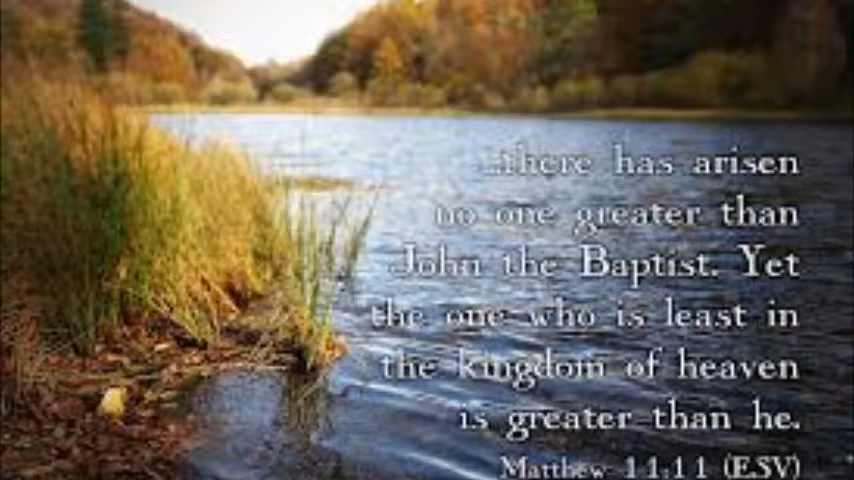 ...there has arisen
no one greater than
John the Baptist. Yet
the one who is least in
the kingdom of heaven
is greater than he.
Matthew 11:11 (ESV)